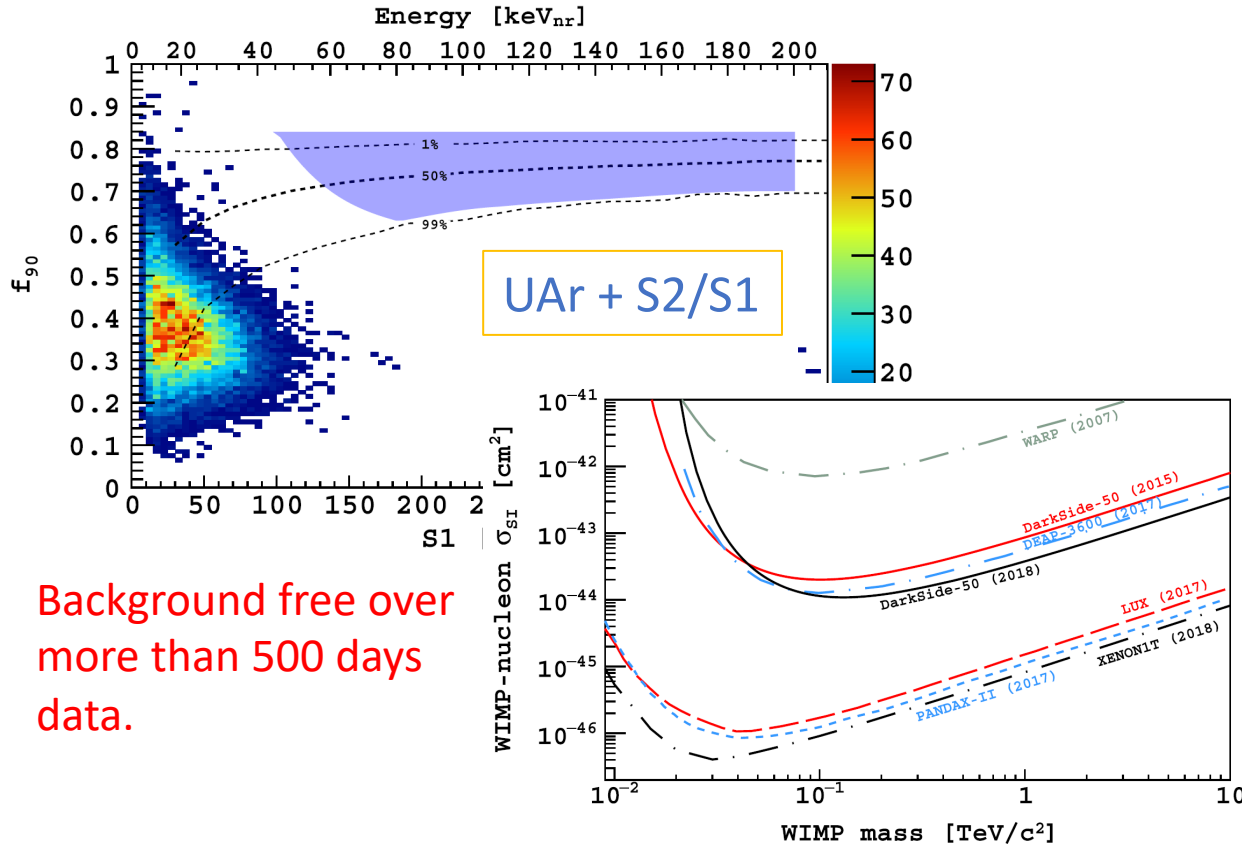 Energy [keVnr]
0 20 40 60 80 100 120 140 160 180 200
1
0.9
0.8
0.7
0.6
0.5
0.4
0.3
0.2
0.1
0
f90
1%
50%
99%
70
60
50
40
30
20
UAr + S2/S1
0 50 100 150 200
S1
Background free over
more than 500 days
data.
WIMP-nucleon σSI [cm²]
10⁻⁴¹
10⁻⁴²
10⁻⁴³
10⁻⁴⁴
10⁻⁴⁵
10⁻⁴⁶
WARP (2007)
DarkSide-50 (2015)
DEAP-3600 (2017)
DarkSide-50 (2018)
LUX (2017)
XENON1T (2018)
PANDAX-II (2017)
10⁻² 10⁻¹ 1 10
WIMP mass [TeV/c²]